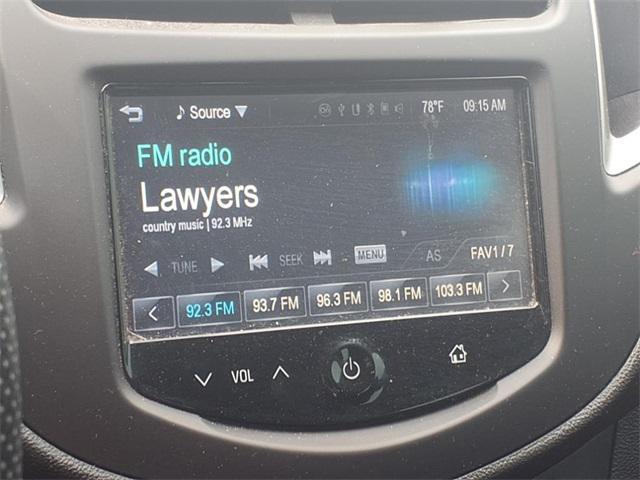 Source 78°F 09:15 AM
FM radio
Lawyers
country music | 92.3 MHz
TUNE SEEK MENU AS FAV1 / 7
92.3 FM 93.7 FM 96.3 FM 98.1 FM 103.3 FM
VOL